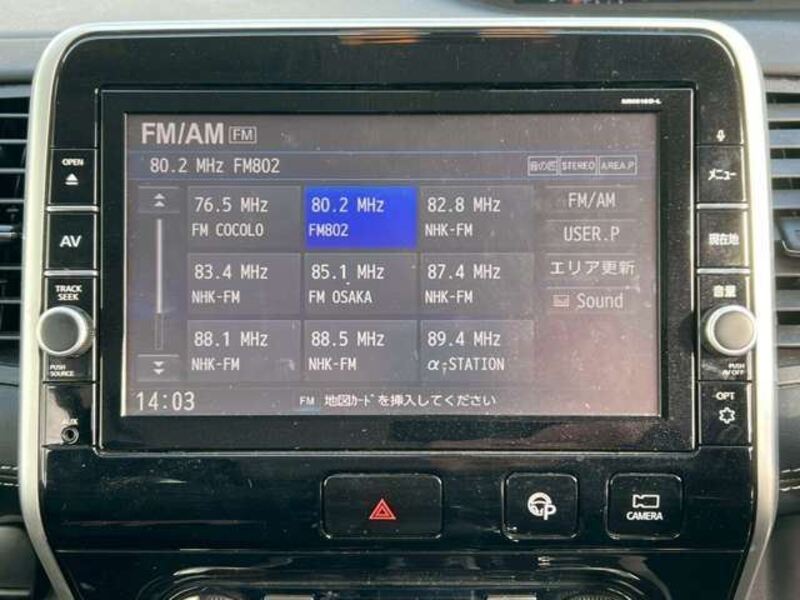 OPEN
AV
TRACK
SEEK
PUSH
SOURCE
AUX
FM/AM FM
80.2 MHz FM802
音の匠 STEREO AREA.P
76.5 MHz
FM COCOLO
80.2 MHz
FM802
82.8 MHz
NHK-FM
83.4 MHz
NHK-FM
85.1 MHz
FM OSAKA
87.4 MHz
NHK-FM
88.1 MHz
NHK-FM
88.5 MHz
NHK-FM
89.4 MHz
α-STATION
FM/AM
USER.P
エリア更新
Sound
14:03
FM 地図ｶｰﾄﾞを挿入してください
メニュー
現在地
音量
PUSH
AV OFF
OPT
P
CAMERA